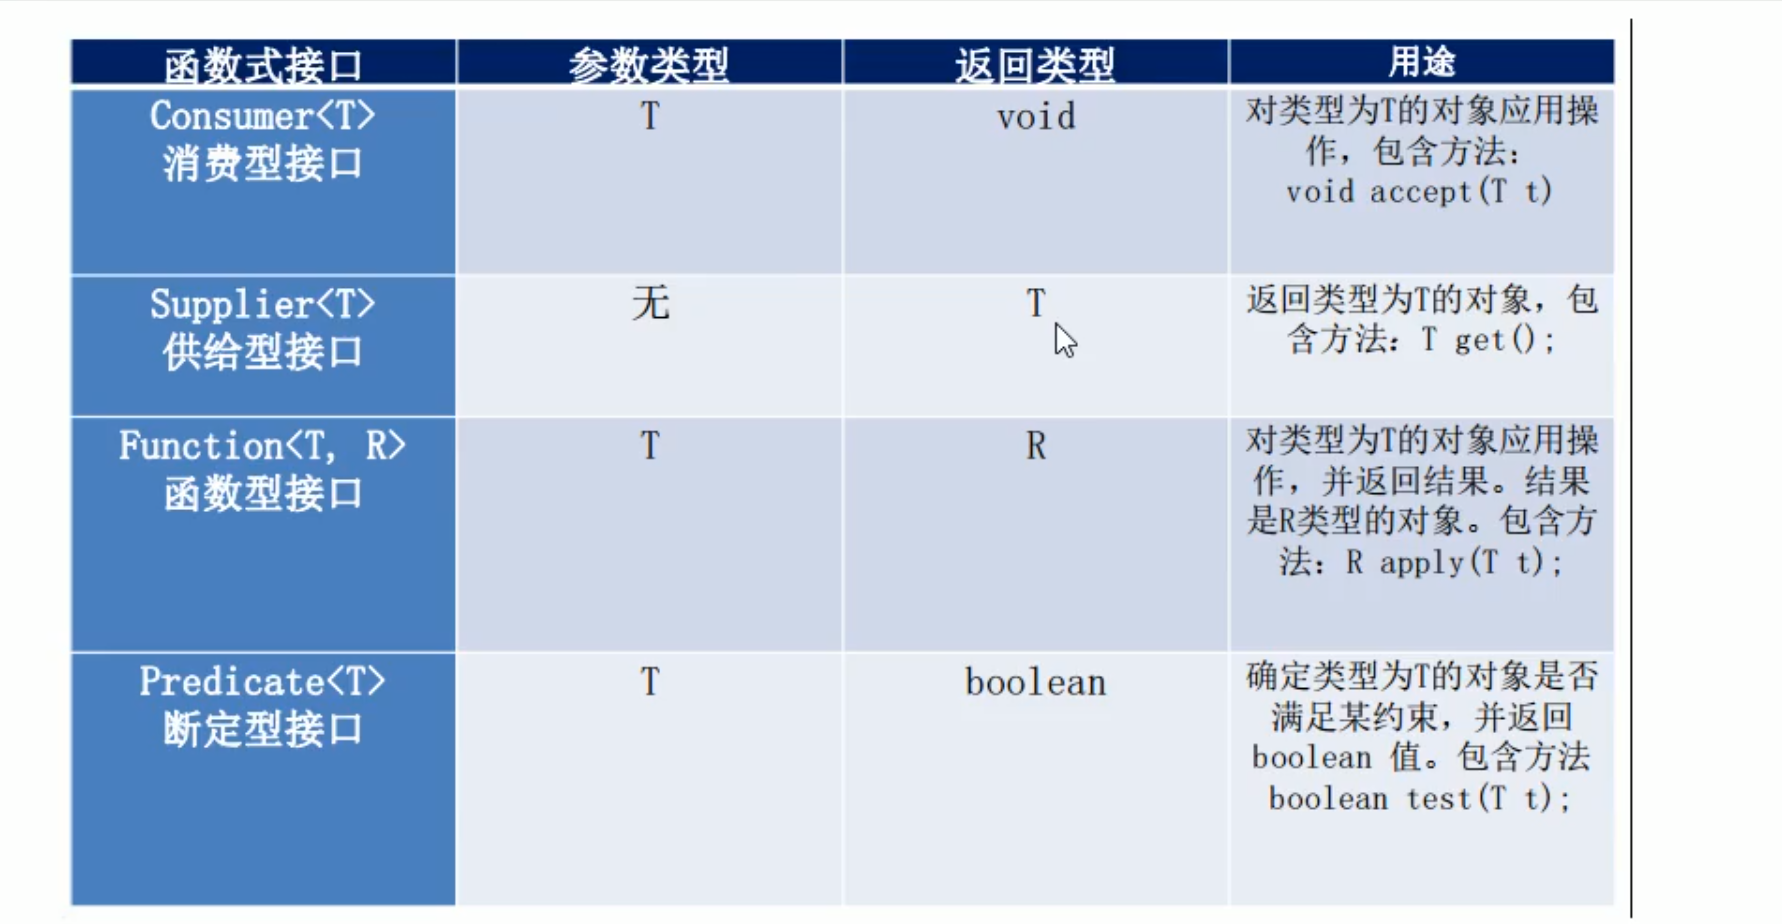 函数式接口 参数类型 返回类型 用途
Consumer<T> T void 对类型为T的对象应用操
消费型接口 作，包含方法：
void accept(T t)
Supplier<T> 无 T 返回类型为T的对象，包
供给型接口 含方法：T get();
Function<T, R> T R 对类型为T的对象应用操
函数型接口 作，并返回结果。结果
是R类型的对象。包含方
法：R apply(T t);
Predicate<T> T boolean 确定类型为T的对象是否
断定型接口 满足某约束，并返回
boolean 值。包含方法
boolean test(T t);